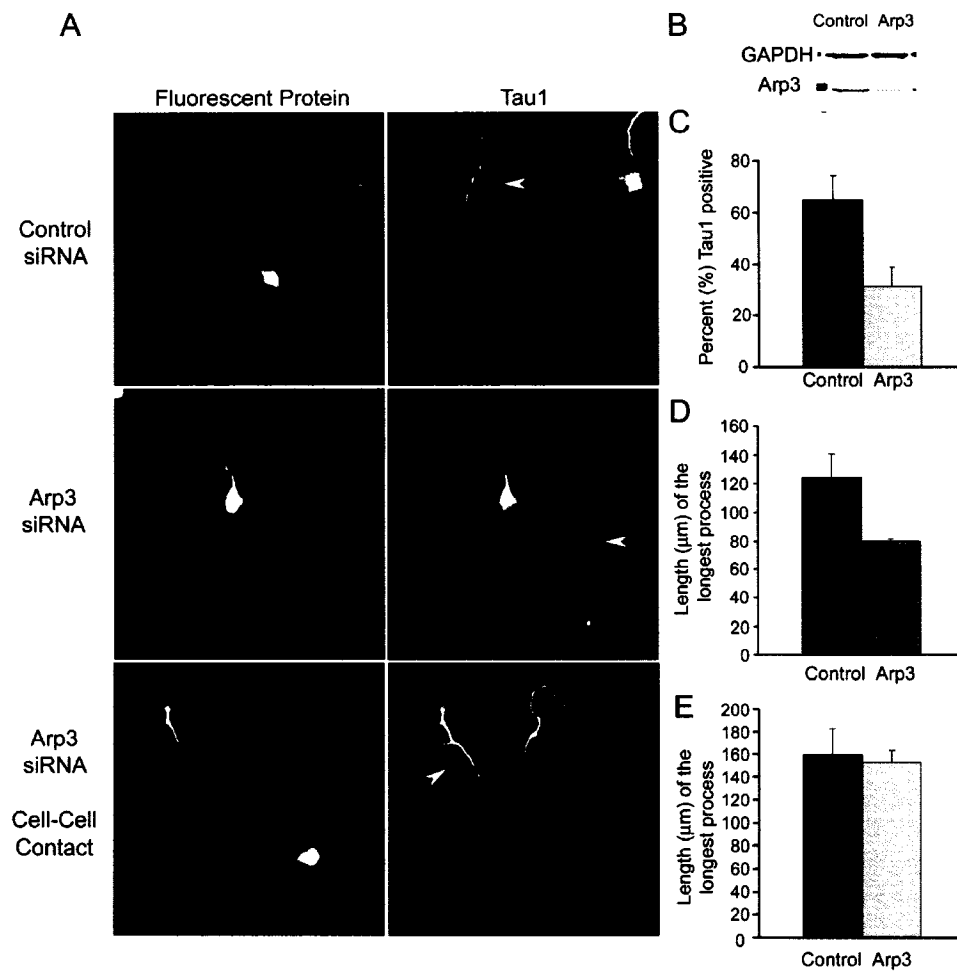 A
Fluorescent Protein
Tau1
Control
siRNA
Arp3
siRNA
Arp3
siRNA
Cell-Cell
Contact
B
Control Arp3
GAPDH
Arp3
C
Percent (%) Tau1 positive
80
60
40
20
0
Control Arp3
D
Length (µm) of the
longest process
160
140
120
100
80
60
40
20
0
Control Arp3
E
Length (µm) of the
longest process
200
180
160
140
120
100
80
60
40
20
0
Control Arp3